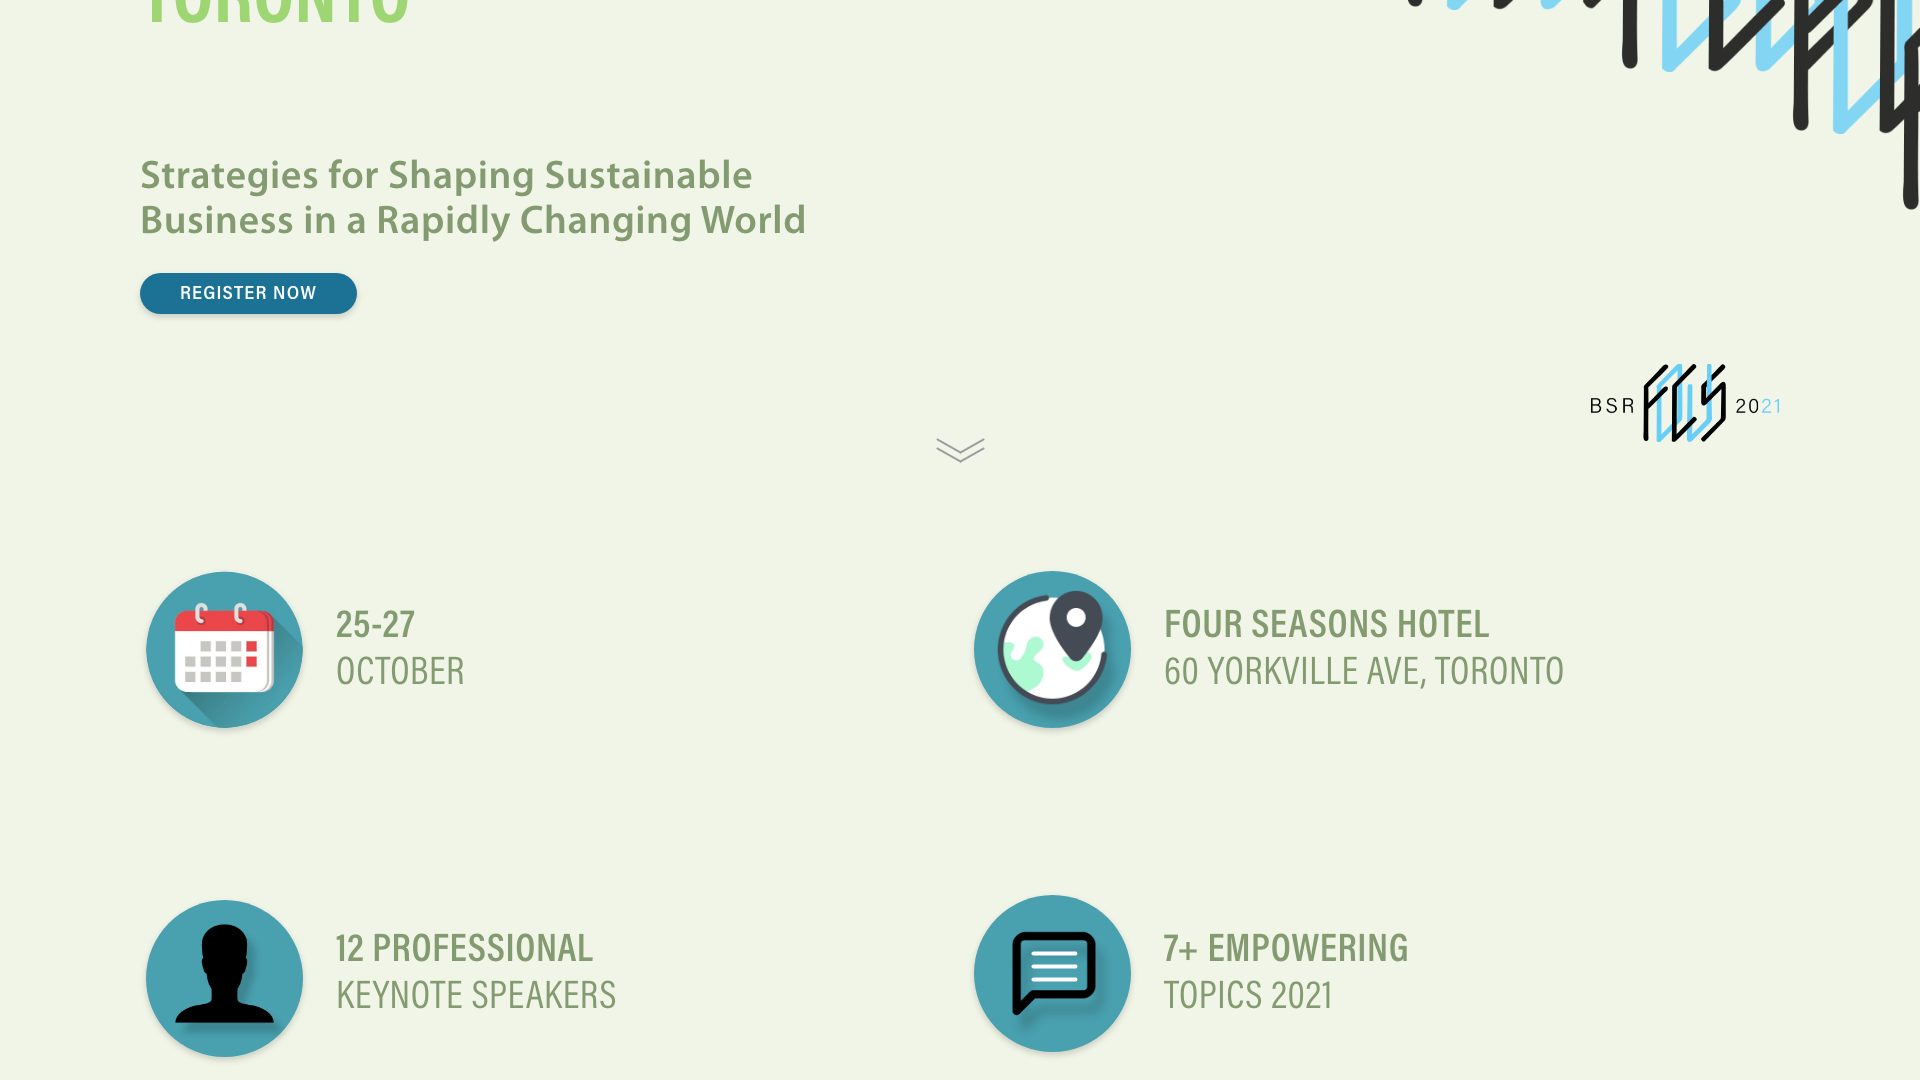 TORONTO
Strategies for Shaping Sustainable
Business in a Rapidly Changing World
REGISTER NOW
BSR FOCUS 2021
25-27
OCTOBER
FOUR SEASONS HOTEL
60 YORKVILLE AVE, TORONTO
12 PROFESSIONAL
KEYNOTE SPEAKERS
7+ EMPOWERING
TOPICS 2021